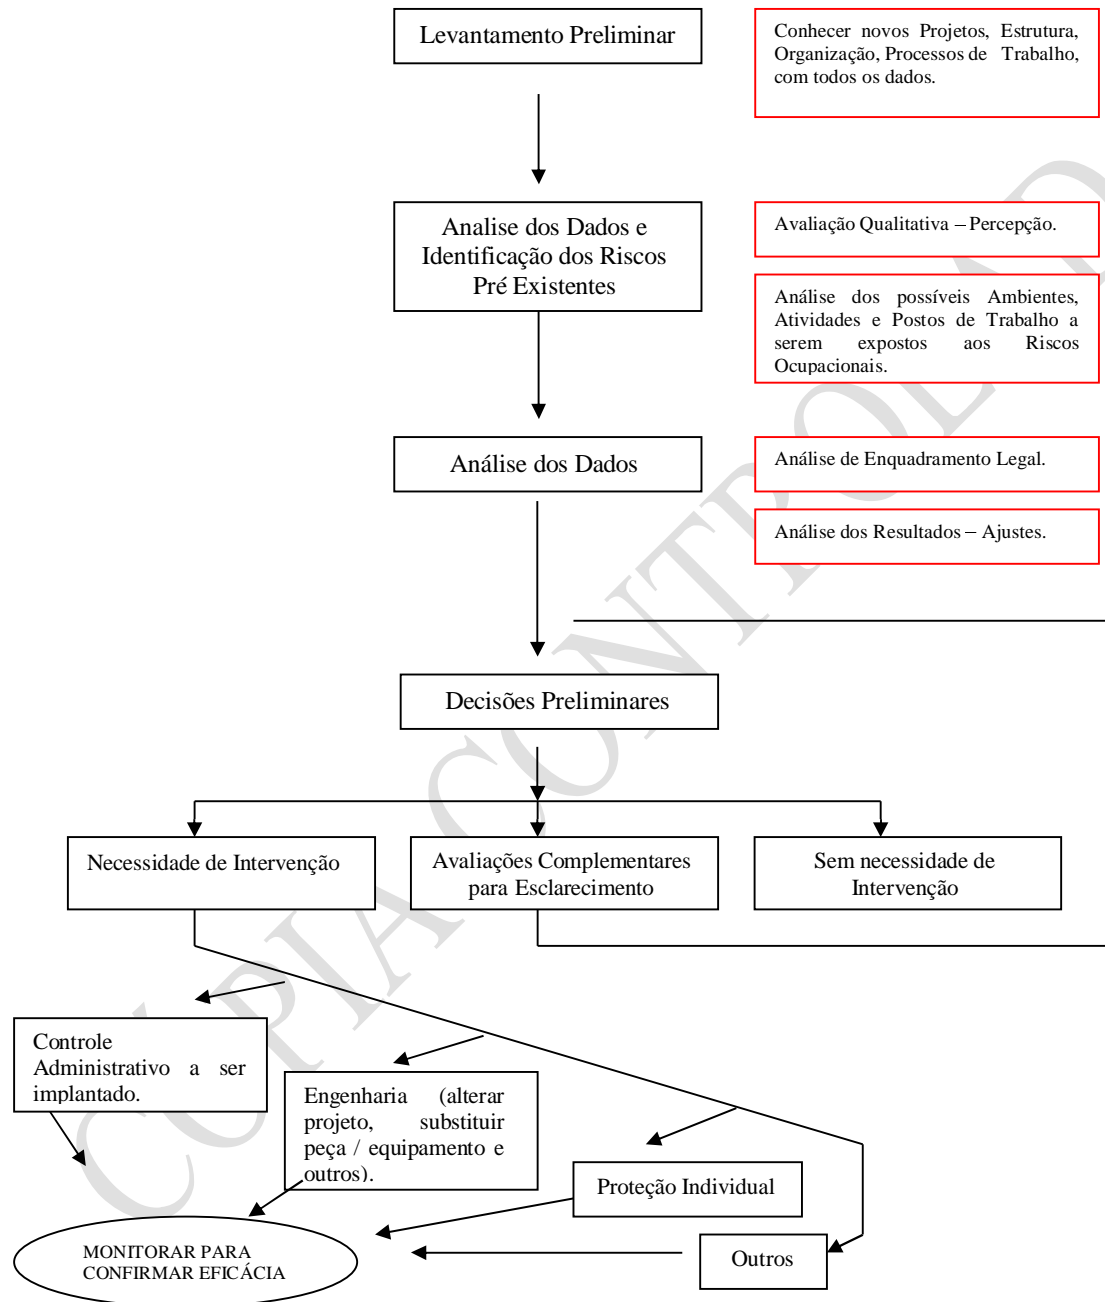 Levantamento Preliminar
Conhecer novos Projetos, Estrutura,
Organização, Processos de Trabalho,
com todos os dados.
Analise dos Dados e
Identificação dos Riscos
Pré Existentes
Avaliação Qualitativa – Percepção.
Análise dos possíveis Ambientes,
Atividades e Postos de Trabalho a
serem expostos aos Riscos
Ocupacionais.
Análise dos Dados
Análise de Enquadramento Legal.
Análise dos Resultados – Ajustes.
Decisões Preliminares
Necessidade de Intervenção
Avaliações Complementares
para Esclarecimento
Sem necessidade de
Intervenção
Controle
Administrativo a ser
implantado.
Engenharia (alterar
projeto, substituir
peça / equipamento e
outros).
Proteção Individual
Outros
MONITORAR PARA
CONFIRMAR EFICÁCIA